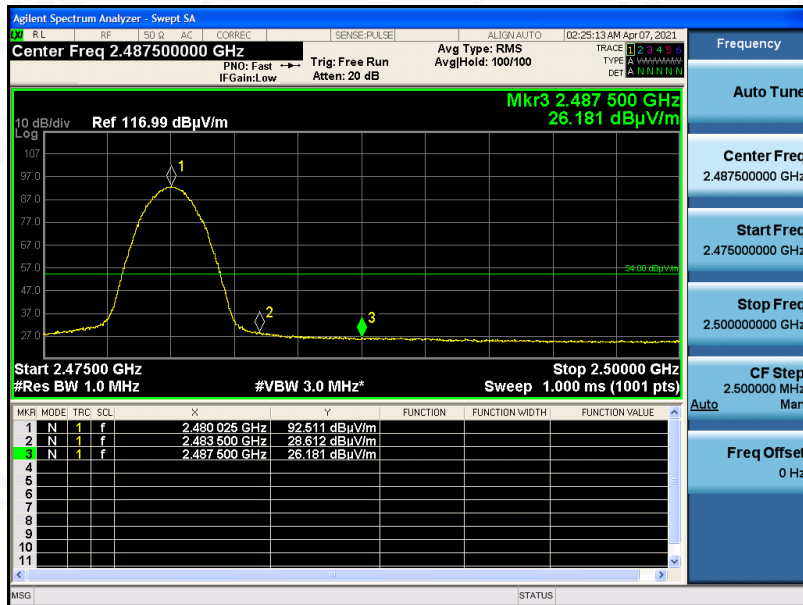 Agilent Spectrum Analyzer - Swept SA
LXI RL RF 50 Ω AC CORREC SENSE:PULSE ALIGN AUTO 02:25:13 AM Apr 07, 2021
Center Freq 2.487500000 GHz
PNO: Fast
IFGain:Low
Trig: Free Run
Atten: 20 dB
Avg Type: RMS
Avg|Hold: 100/100
TRACE 1 2 3 4 5 6
TYPE A WWWWW
DET A N N N N N
Mkr3 2.487 500 GHz
26.181 dBµV/m
10 dB/div Ref 116.99 dBµV/m
Log
107
97.0
87.0
77.0
67.0
57.0
47.0
37.0
27.0
1
2
3
54.00 dBµV/m
Start 2.47500 GHz Stop 2.50000 GHz
#Res BW 1.0 MHz #VBW 3.0 MHz* Sweep 1.000 ms (1001 pts)
MKR MODE TRC SCL X Y FUNCTION FUNCTION WIDTH FUNCTION VALUE
1 N 1 f 2.480 025 GHz 92.511 dBµV/m
2 N 1 f 2.483 500 GHz 28.612 dBµV/m
3 N 1 f 2.487 500 GHz 26.181 dBµV/m
4
5
6
7
8
9
10
11
MSG STATUS
Frequency
Auto Tune
Center Freq
2.487500000 GHz
Start Freq
2.475000000 GHz
Stop Freq
2.500000000 GHz
CF Step
2.500000 MHz
Auto Man
Freq Offset
0 Hz